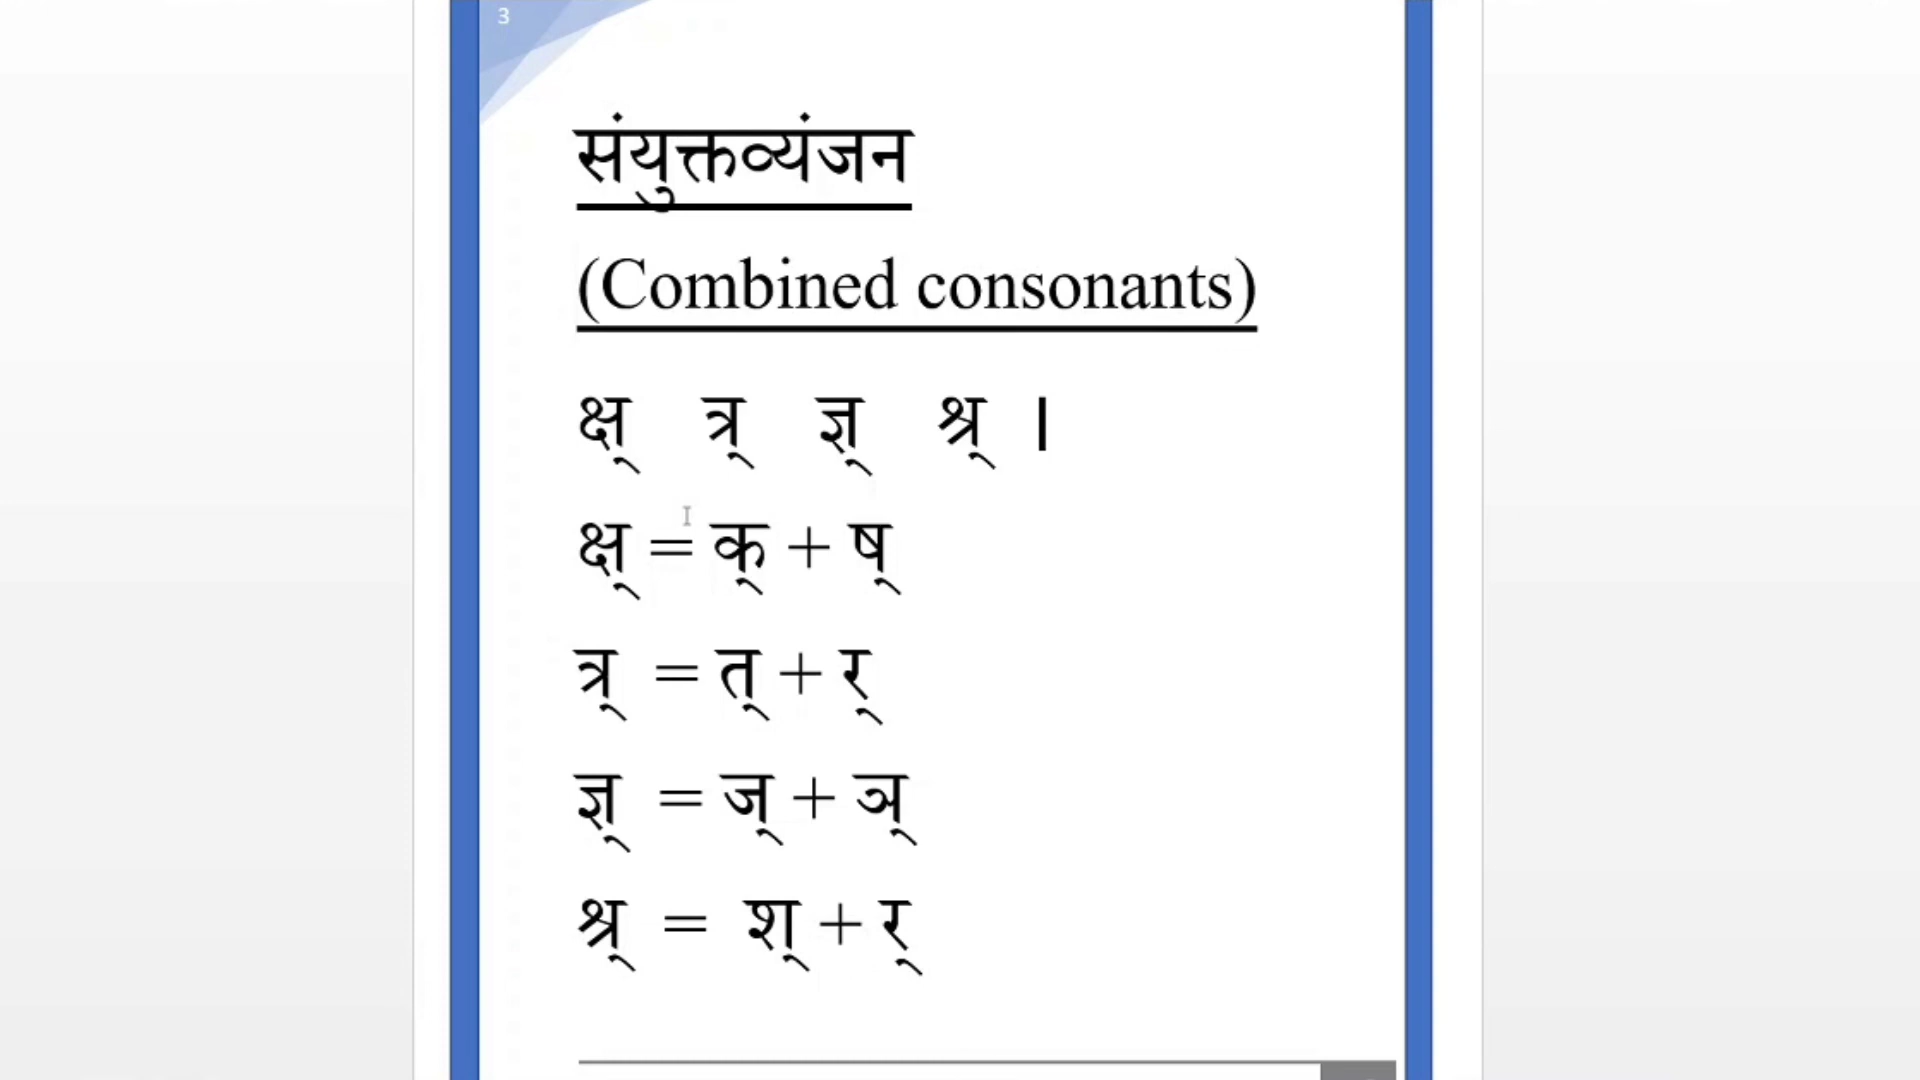 3
संयुक्तव्यंजन
(Combined consonants)
क्ष् त्र् ज्ञ् श्र् ।
क्ष् = क् + ष्
त्र् = त् + र्
ज्ञ् = ज् + ञ्
श्र् = श् + र्